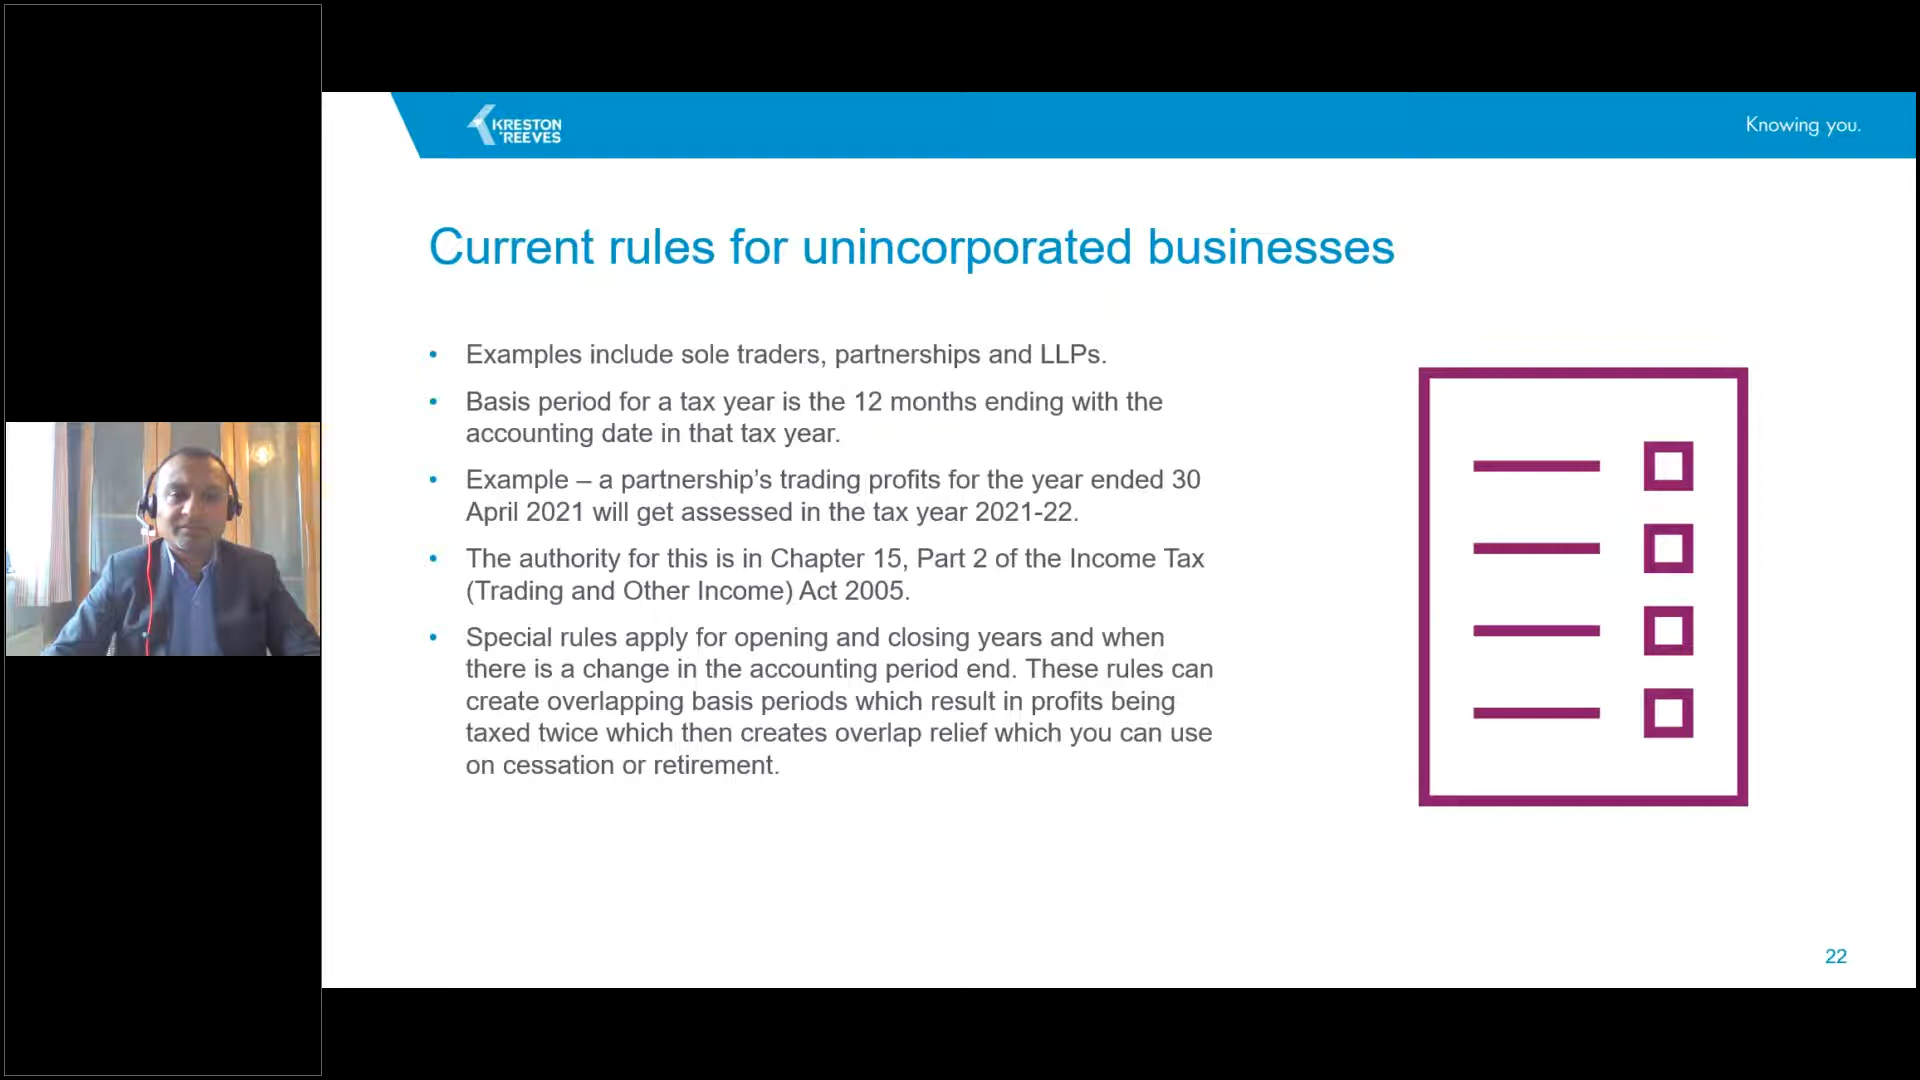 KRESTON
REEVES
Knowing you.
Current rules for unincorporated businesses
• Examples include sole traders, partnerships and LLPs.
• Basis period for a tax year is the 12 months ending with the
accounting date in that tax year.
• Example – a partnership’s trading profits for the year ended 30
April 2021 will get assessed in the tax year 2021-22.
• The authority for this is in Chapter 15, Part 2 of the Income Tax
(Trading and Other Income) Act 2005.
• Special rules apply for opening and closing years and when
there is a change in the accounting period end. These rules can
create overlapping basis periods which result in profits being
taxed twice which then creates overlap relief which you can use
on cessation or retirement.
22